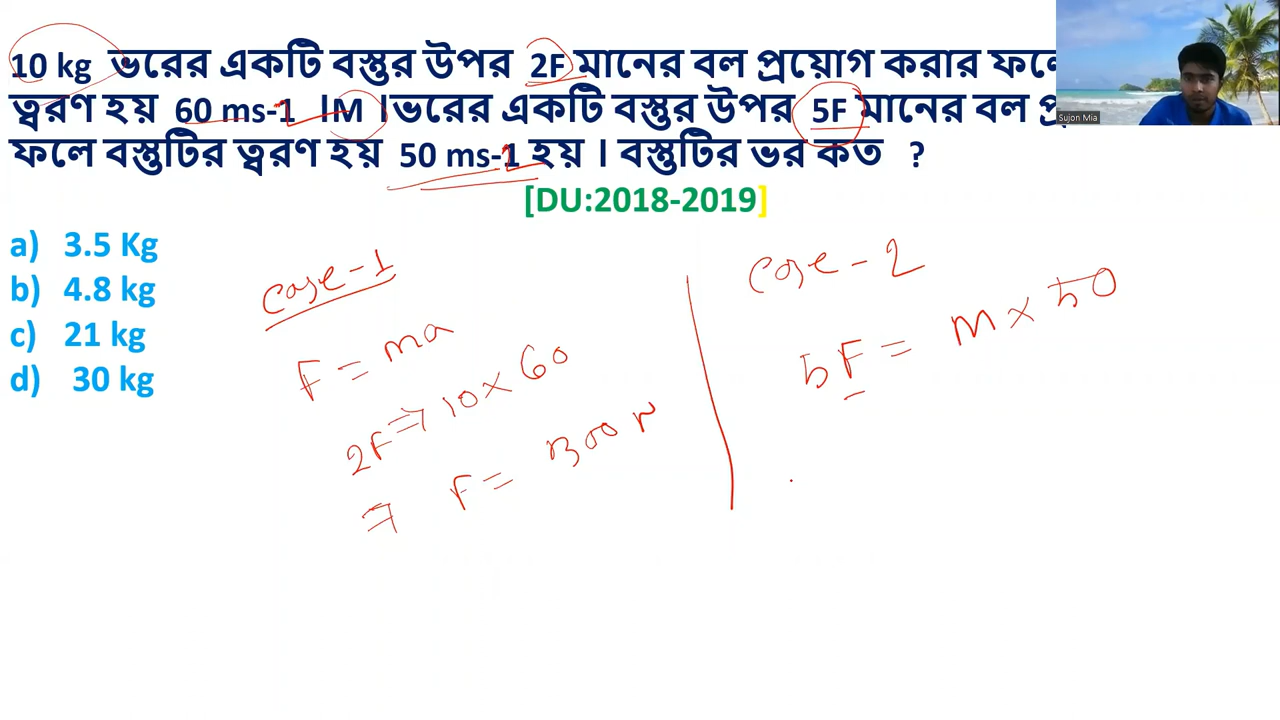 10 kg ভরের একটি বস্তুর উপর 2F মানের বল প্রয়োগ করার ফলে
ত্বরণ হয় 60 ms-1 ।M ।ভরের একটি বস্তুর উপর 5F মানের বল
ফলে বস্তুটির ত্বরণ হয় 50 ms-1 হয় । বস্তুটির ভর কত ?
[DU:2018-2019]
a) 3.5 Kg
b) 4.8 kg
c) 21 kg
d) 30 kg
Case-1
F = ma
2F => 10 × 60
=> F = 300 N
Case - 2
5F = M × 50
Sujon Mia